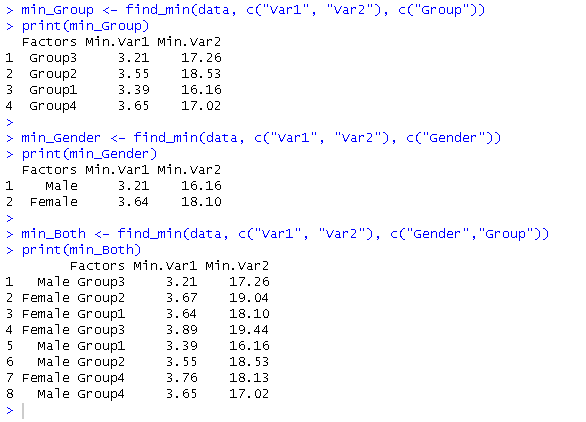 > min_Group <- find_min(data, c("Var1", "Var2"), c("Group"))
> print(min_Group)
  Factors Min.Var1 Min.Var2
1  Group3     3.21    17.26
2  Group2     3.55    18.53
3  Group1     3.39    16.16
4  Group4     3.65    17.02
>
> min_Gender <- find_min(data, c("Var1", "Var2"), c("Gender"))
> print(min_Gender)
  Factors Min.Var1 Min.Var2
1    Male     3.21    16.16
2  Female     3.64    18.10
>
> min_Both <- find_min(data, c("Var1", "Var2"), c("Gender","Group"))
> print(min_Both)
        Factors Min.Var1 Min.Var2
1   Male Group3     3.21    17.26
2 Female Group2     3.67    19.04
3 Female Group1     3.64    18.10
4 Female Group3     3.89    19.44
5   Male Group1     3.39    16.16
6   Male Group2     3.55    18.53
7 Female Group4     3.76    18.13
8   Male Group4     3.65    17.02
>